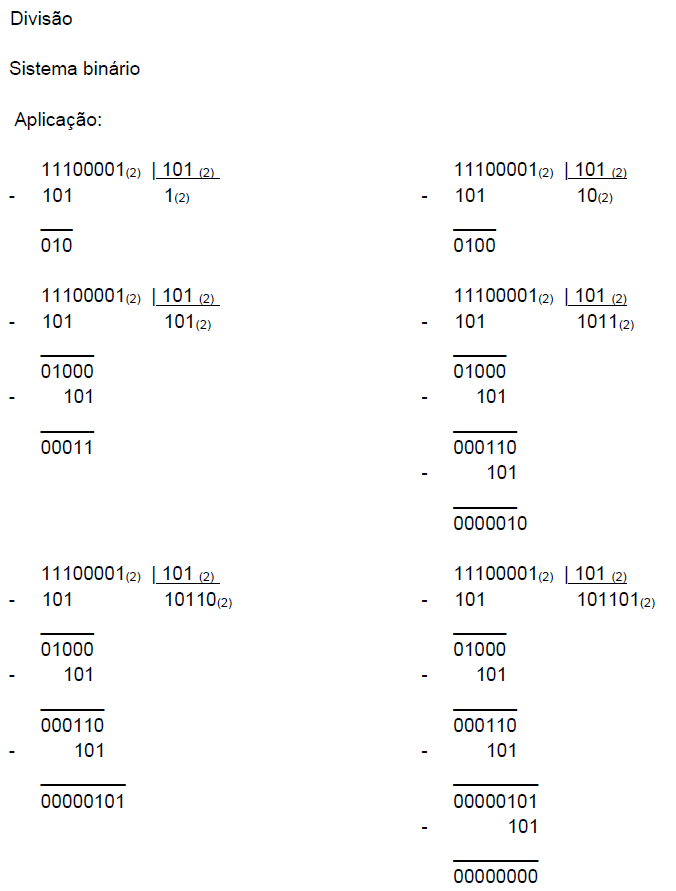 Divisão
Sistema binário
Aplicação:
11100001(2) | 101 (2)
- 101 1(2)
010
11100001(2) | 101 (2)
- 101 10(2)
0100
11100001(2) | 101 (2)
- 101 101(2)
01000
- 101
00011
11100001(2) | 101 (2)
- 101 1011(2)
01000
- 101
000110
- 101
0000010
11100001(2) | 101 (2)
- 101 10110(2)
01000
- 101
000110
- 101
00000101
11100001(2) | 101 (2)
- 101 101101(2)
01000
- 101
000110
- 101
00000101
- 101
00000000